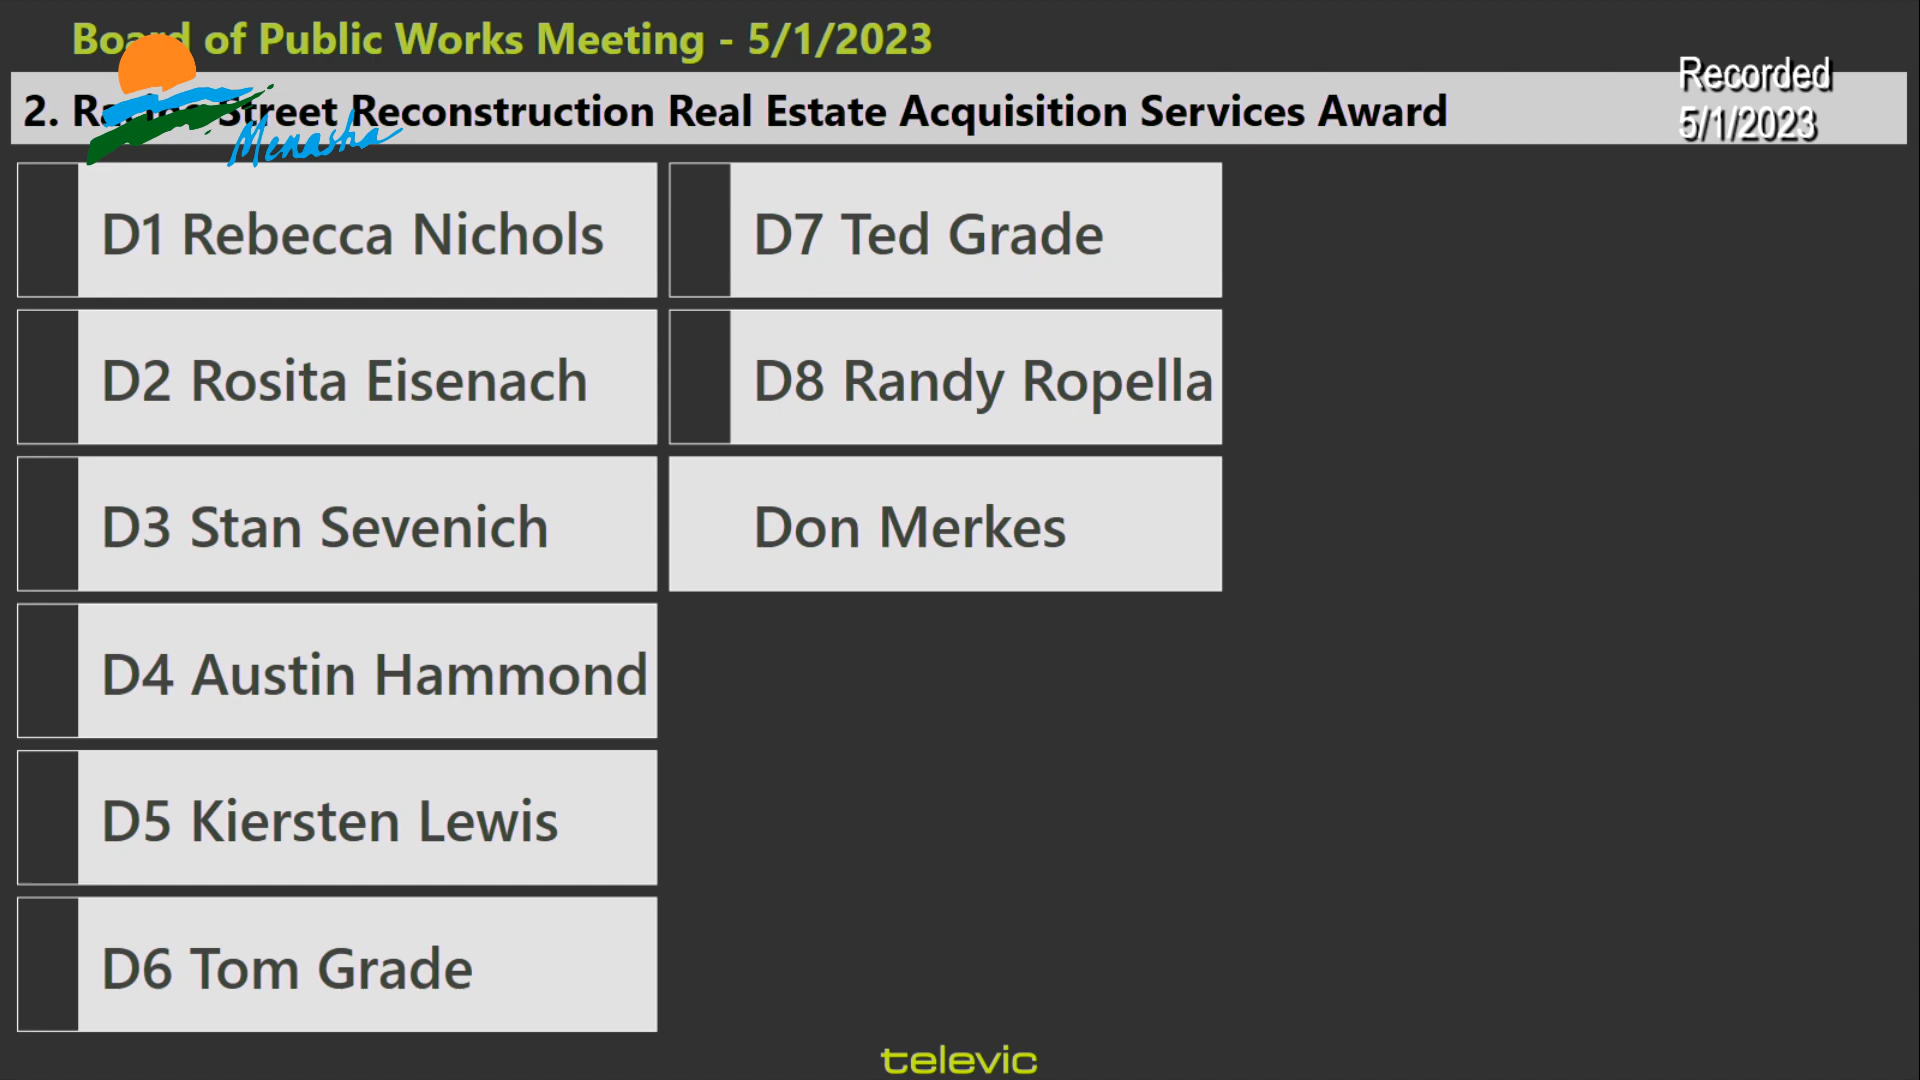 Board of Public Works Meeting - 5/1/2023
Recorded
5/1/2023
2. Street Reconstruction Real Estate Acquisition Services Award
Menasha
D1 Rebecca Nichols
D2 Rosita Eisenach
D3 Stan Sevenich
D4 Austin Hammond
D5 Kiersten Lewis
D6 Tom Grade
D7 Ted Grade
D8 Randy Ropella
Don Merkes
televic